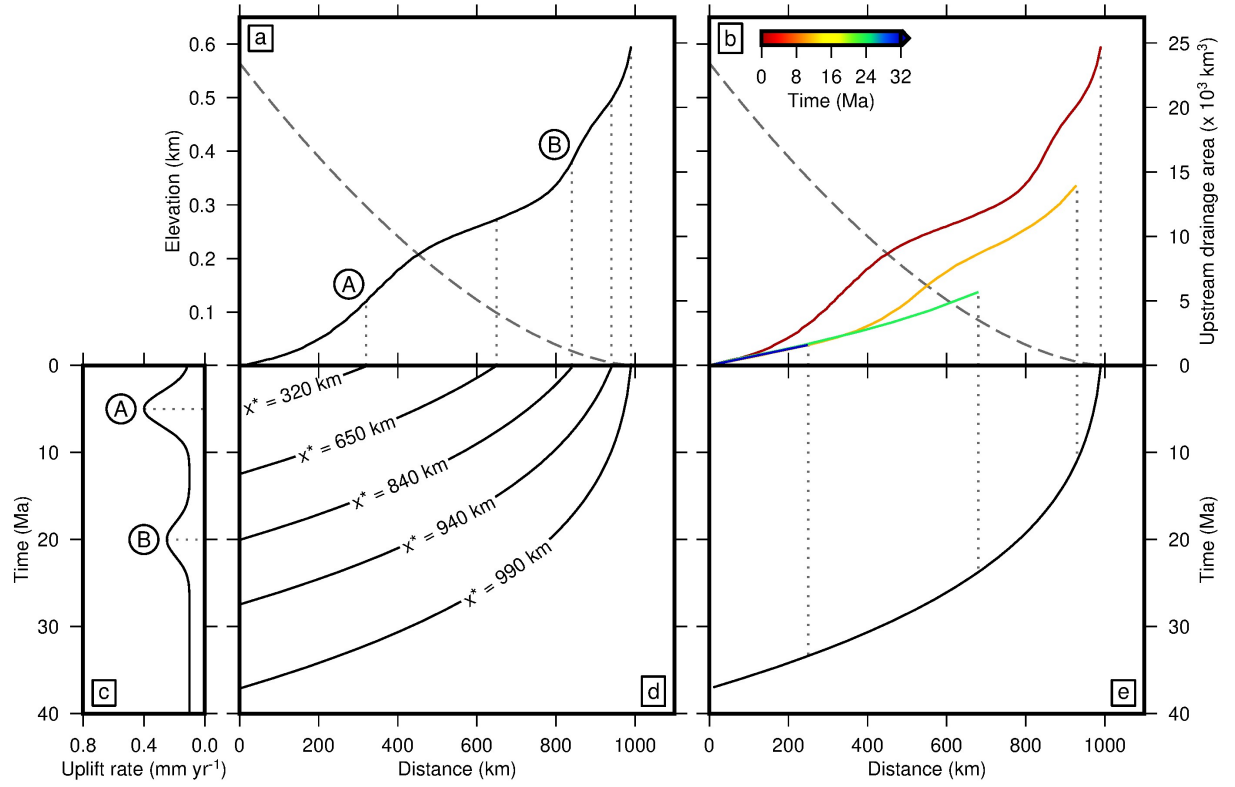 a
b
0.6
0.5
0.4
0.3
0.2
0.1
Elevation (km)
A
B
0 8 16 24 32
Time (Ma)
25
20
15
10
5
0
Upstream drainage area (x 10³ km³)
0
10
20
30
40
Time (Ma)
A
B
c
0.8 0.4 0.0
Uplift rate (mm yr⁻¹)
x* = 320 km
x* = 650 km
x* = 840 km
x* = 940 km
x* = 990 km
d
0 200 400 600 800 1000
Distance (km)
e
0 200 400 600 800 1000
Distance (km)
10
20
30
40
Time (Ma)